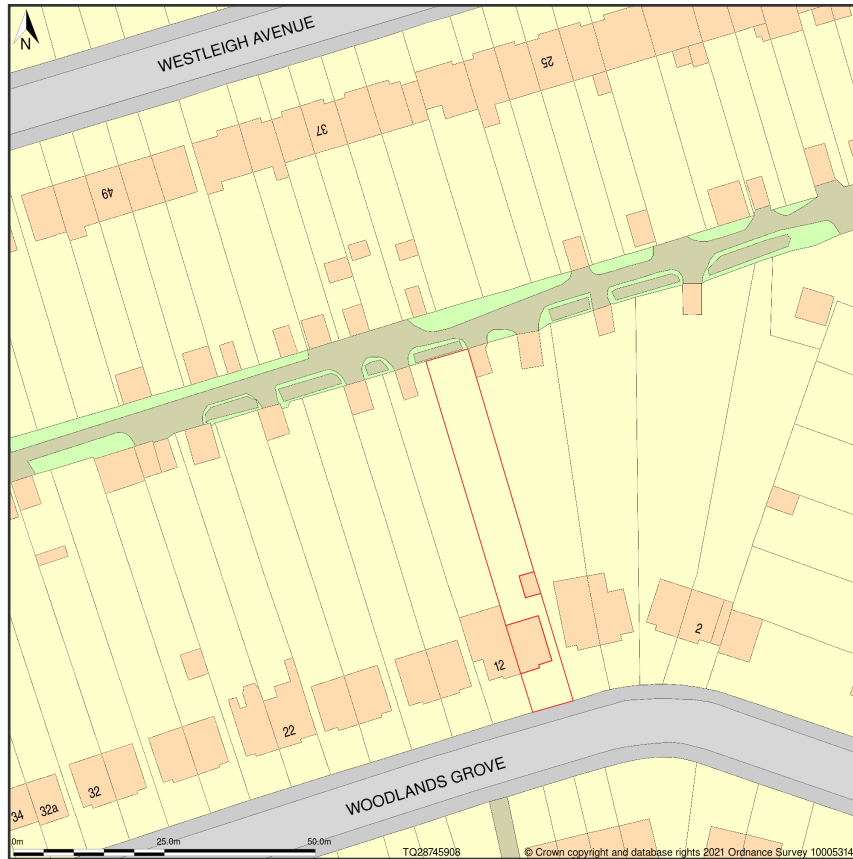 WESTLEIGH AVENUE
N
25
37
49
2
12
22
32
32a
34
WOODLANDS GROVE
0m
25.0m
50.0m
TQ28745908
© Crown copyright and database rights 2021 Ordnance Survey 10005314